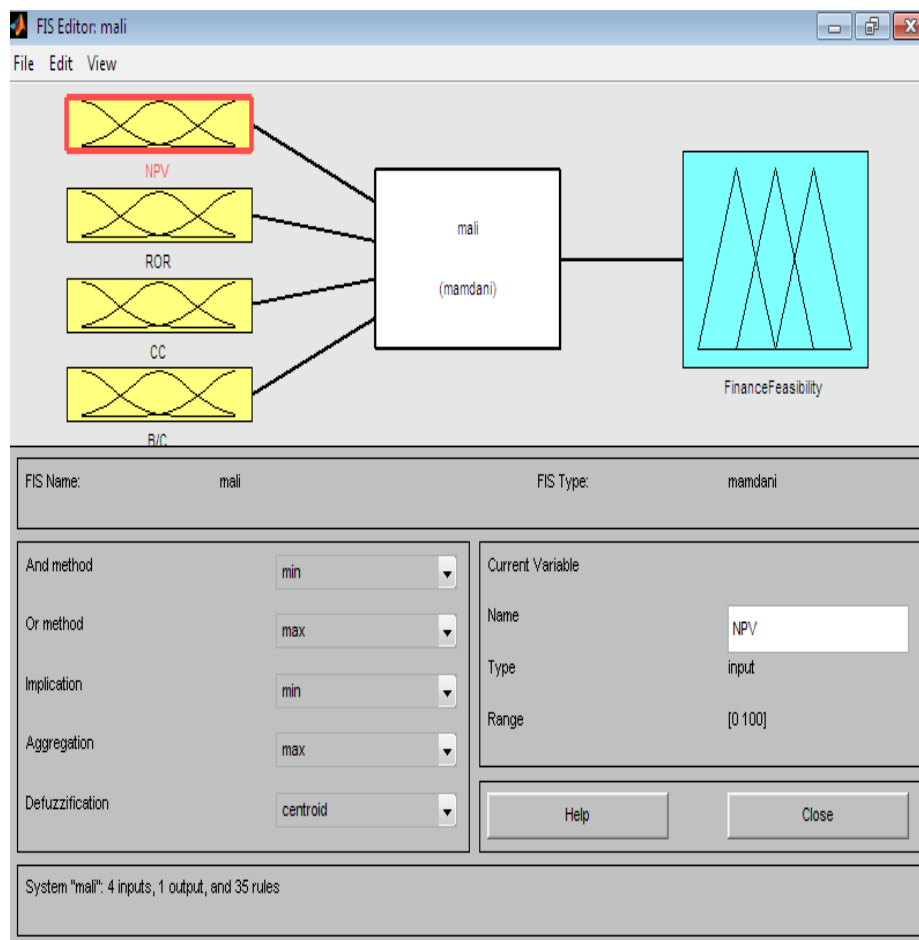 FIS Editor: mali
File Edit View
NPV
ROR
CC
B/C
mali
(mamdani)
FinanceFeasibility
FIS Name: mali FIS Type: mamdani
And method min
Or method max
Implication min
Aggregation max
Defuzzification centroid
Current Variable
Name NPV
Type input
Range [0 100]
Help Close
System "mali": 4 inputs, 1 output, and 35 rules